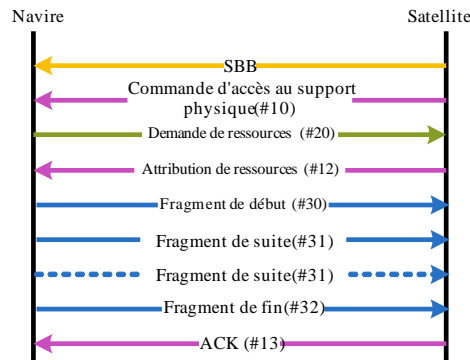 Navire
Satellite
SBB
Commande d'accès au support
physique(#10)
Demande de ressources (#20)
Attribution de ressources (#12)
Fragment de début (#30)
Fragment de suite(#31)
Fragment de suite(#31)
Fragment de fin(#32)
ACK (#13)